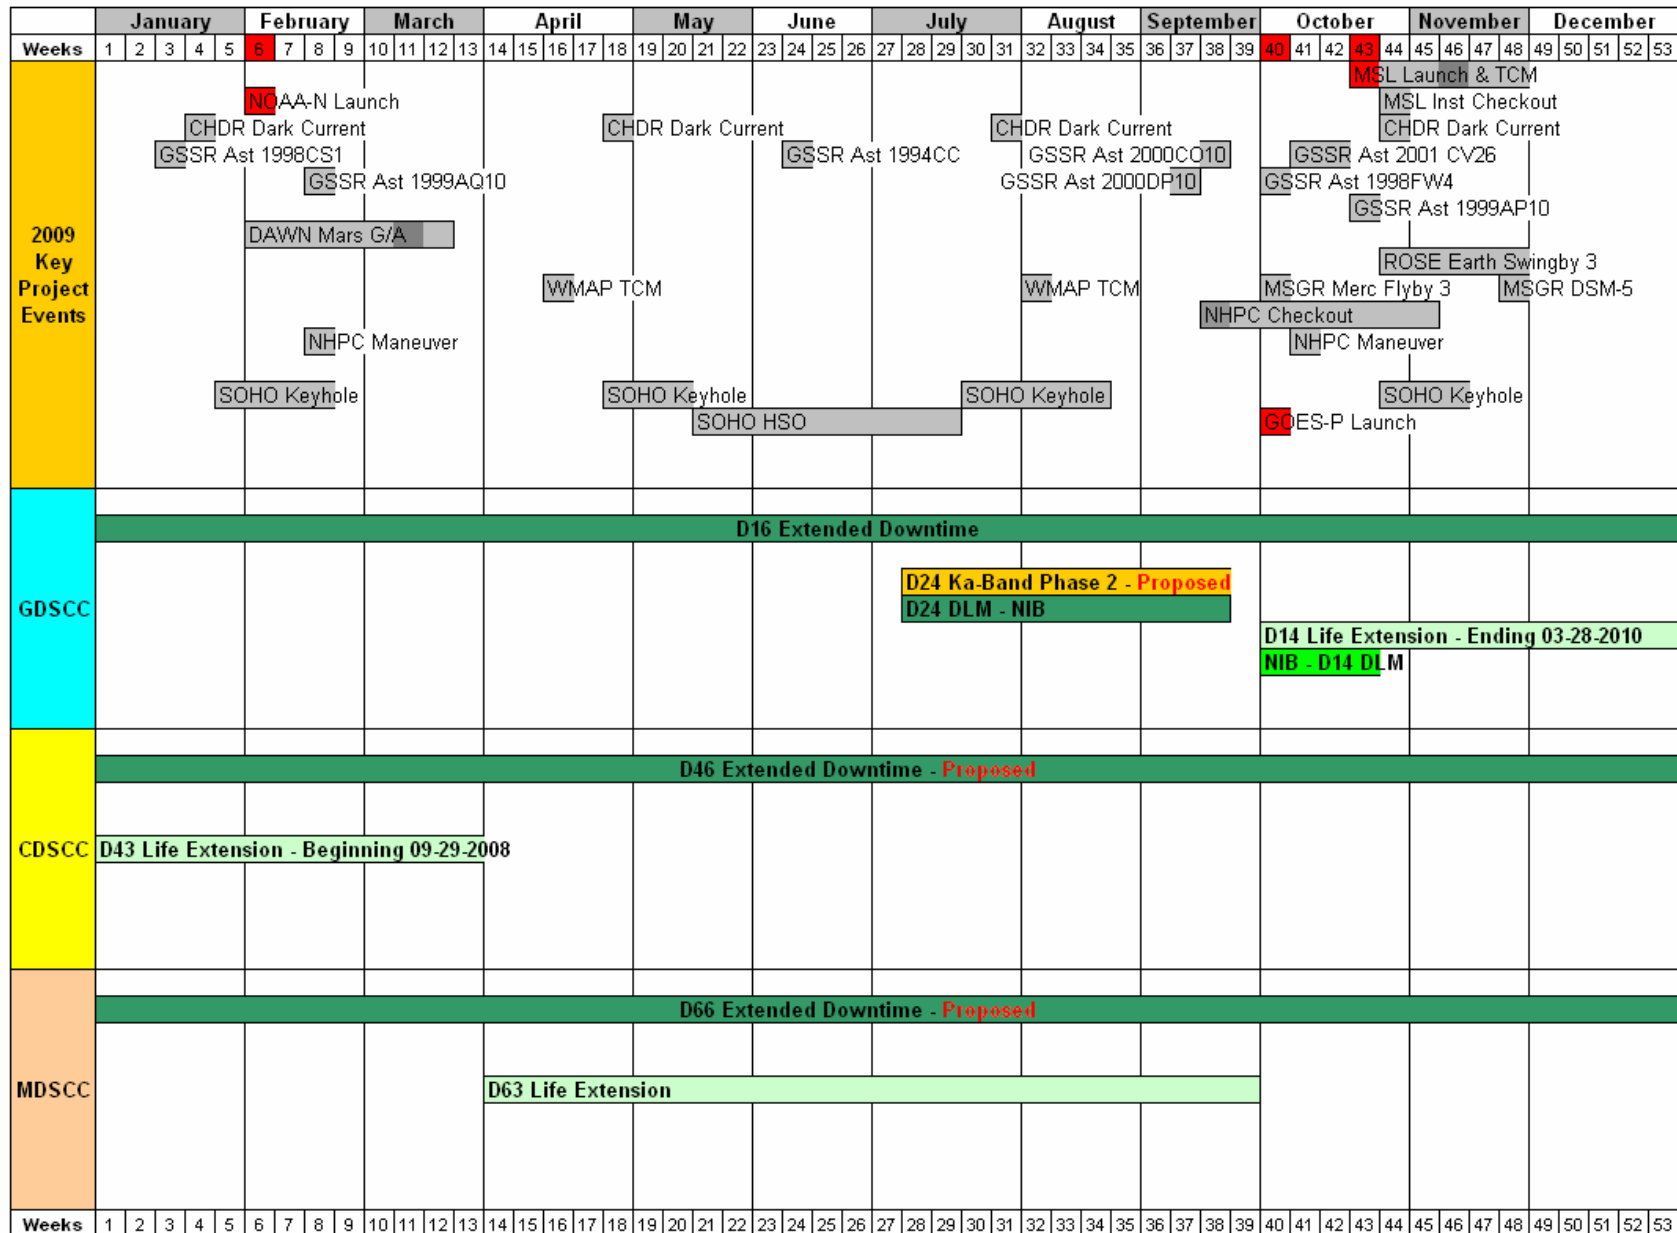 January February March April May June July August September October November December
Weeks 1 2 3 4 5 6 7 8 9 10 11 12 13 14 15 16 17 18 19 20 21 22 23 24 25 26 27 28 29 30 31 32 33 34 35 36 37 38 39 40 41 42 43 44 45 46 47 48 49 50 51 52 53
2009
Key
Project
Events
MSL Launch & TCM
NOAA-N Launch MSL Inst Checkout
CHDR Dark Current CHDR Dark Current CHDR Dark Current CHDR Dark Current
GSSR Ast 1998CS1 GSSR Ast 1994CC GSSR Ast 2000CO10 GSSR Ast 2001 CV26
GSSR Ast 1999AQ10 GSSR Ast 2000DP10 GSSR Ast 1998FW4
GSSR Ast 1999AP10
DAWN Mars G/A
ROSE Earth Swingby 3
WMAP TCM WMAP TCM MSGR Merc Flyby 3 MSGR DSM-5
NHPC Checkout
NHPC Maneuver NHPC Maneuver
SOHO Keyhole SOHO Keyhole SOHO Keyhole SOHO Keyhole
SOHO HSO GOES-P Launch
GDSCC
D16 Extended Downtime
D24 Ka-Band Phase 2 - Proposed
D24 DLM - NIB
D14 Life Extension - Ending 03-28-2010
NIB - D14 DLM
CDSCC
D46 Extended Downtime - Proposed
D43 Life Extension - Beginning 09-29-2008
MDSCC
D66 Extended Downtime - Proposed
D63 Life Extension
Weeks 1 2 3 4 5 6 7 8 9 10 11 12 13 14 15 16 17 18 19 20 21 22 23 24 25 26 27 28 29 30 31 32 33 34 35 36 37 38 39 40 41 42 43 44 45 46 47 48 49 50 51 52 53